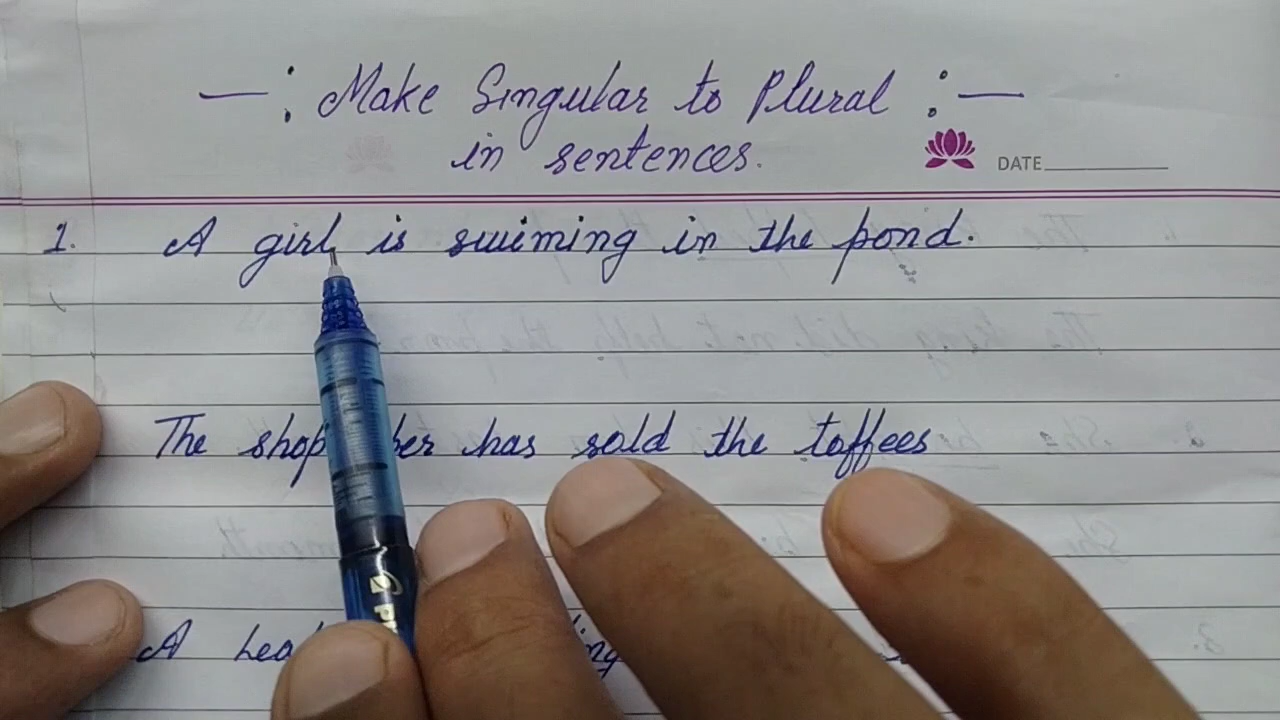 —: Make Singular to Plural :—
in sentences.
DATE
1. A girl is swiming in the pond.
The has sold the toffees
A